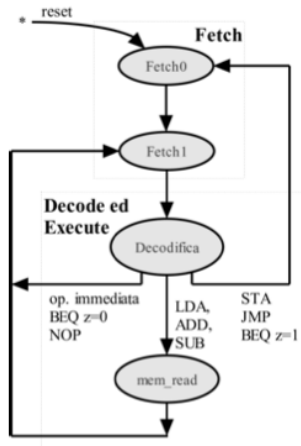 * reset
Fetch
Fetch0
Fetch1
Decode ed
Execute
Decodifica
op. immediata
BEQ z=0
NOP
LDA,
ADD,
SUB
STA
JMP
BEQ z=1
mem_read